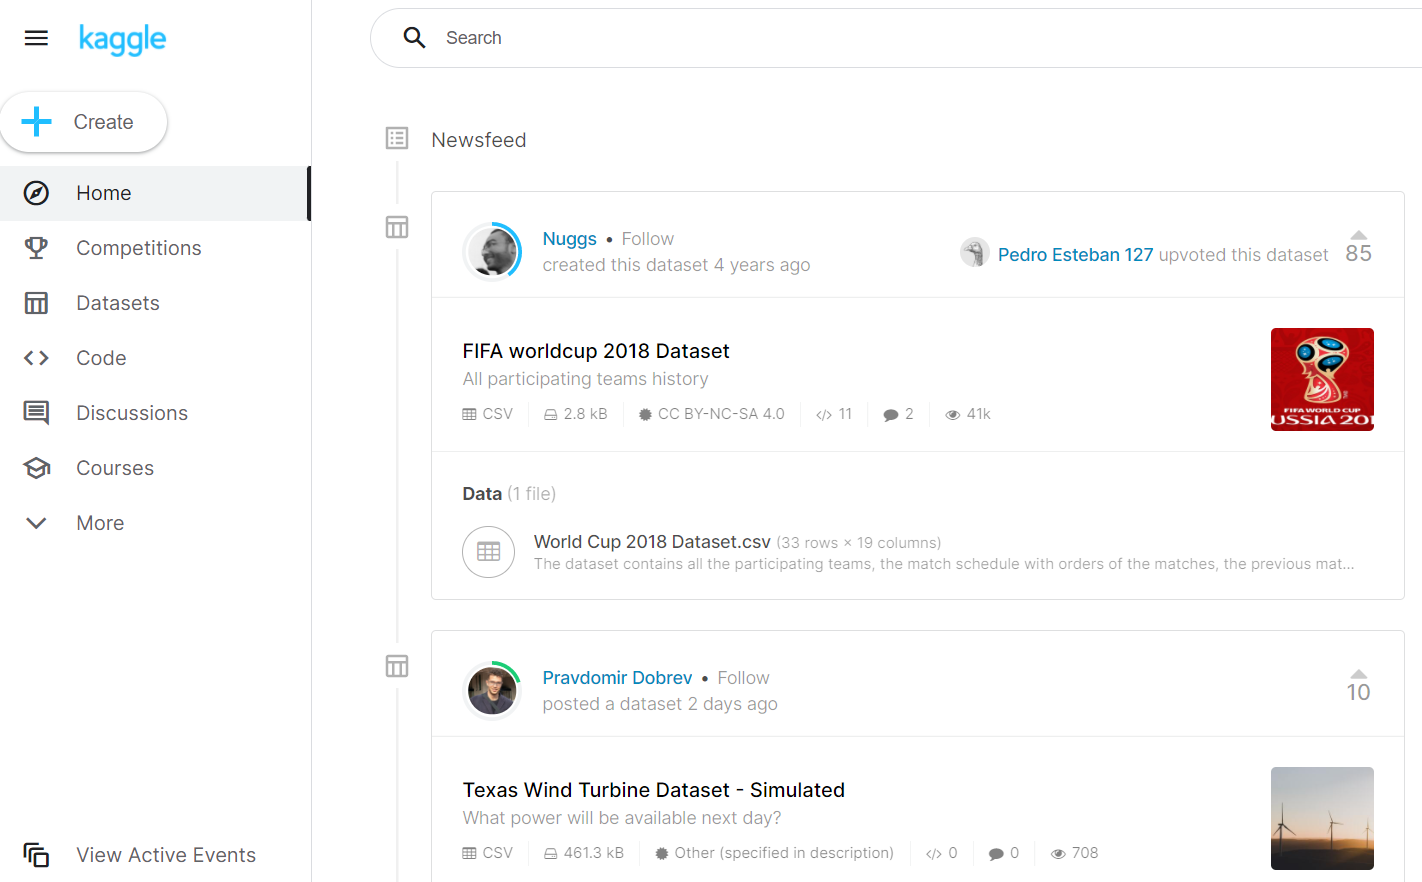 kaggle
Search
Create
Home
Competitions
Datasets
Code
Discussions
Courses
More
View Active Events
Newsfeed
Nuggs • Follow
created this dataset 4 years ago
Pedro Esteban 127 upvoted this dataset
85
FIFA worldcup 2018 Dataset
All participating teams history
CSV 2.8 kB CC BY-NC-SA 4.0 11 2 41k
FIFA WORLD CUP
RUSSIA 201
Data (1 file)
World Cup 2018 Dataset.csv (33 rows × 19 columns)
The dataset contains all the participating teams, the match schedule with orders of the matches, the previous mat...
Pravdomir Dobrev • Follow
posted a dataset 2 days ago
10
Texas Wind Turbine Dataset - Simulated
What power will be available next day?
CSV 461.3 kB Other (specified in description) 0 0 708